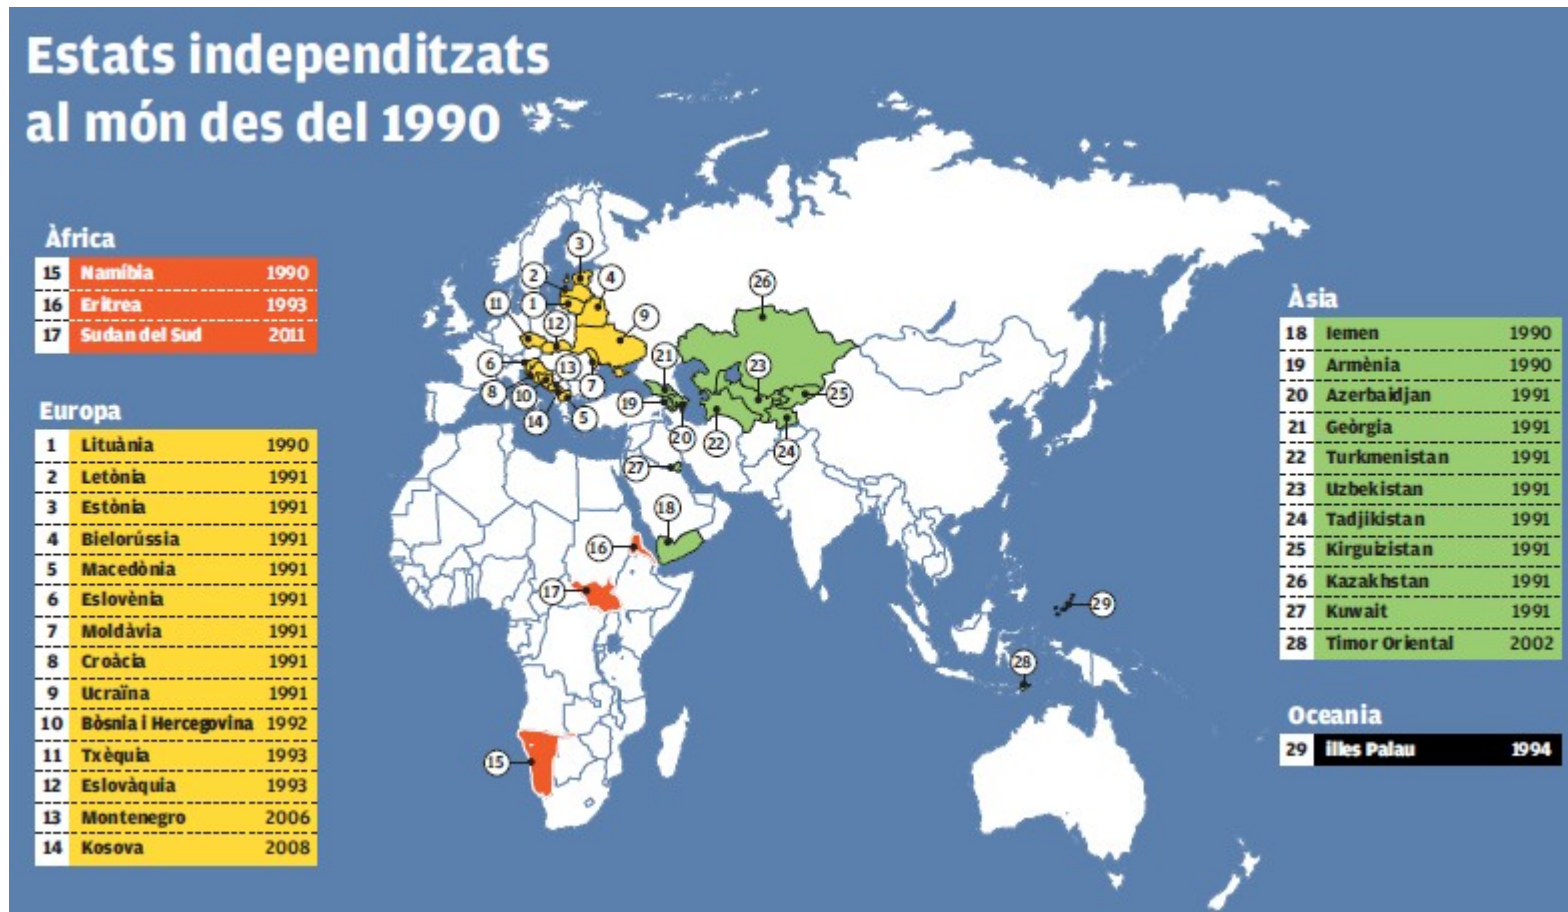 Estats independitzats
al món des del 1990
Àfrica
15 Namíbia 1990
16 Eritrea 1993
17 Sudan del Sud 2011
Europa
1 Lituània 1990
2 Letònia 1991
3 Estònia 1991
4 Bielorússia 1991
5 Macedònia 1991
6 Eslovènia 1991
7 Moldàvia 1991
8 Croàcia 1991
9 Ucraïna 1991
10 Bòsnia i Hercegovina 1992
11 Txèquia 1993
12 Eslovàquia 1993
13 Montenegro 2006
14 Kosova 2008
3
2
4
11
1
12
9
26
6
13
21
23
8
10
7
25
14
5
19
20
22
24
27
18
16
17
29
28
15
Àsia
18 Iemen 1990
19 Armènia 1990
20 Azerbaidjan 1991
21 Geòrgia 1991
22 Turkmenistan 1991
23 Uzbekistan 1991
24 Tadjikistan 1991
25 Kirguizistan 1991
26 Kazakhstan 1991
27 Kuwait 1991
28 Timor Oriental 2002
Oceania
29 illes Palau 1994